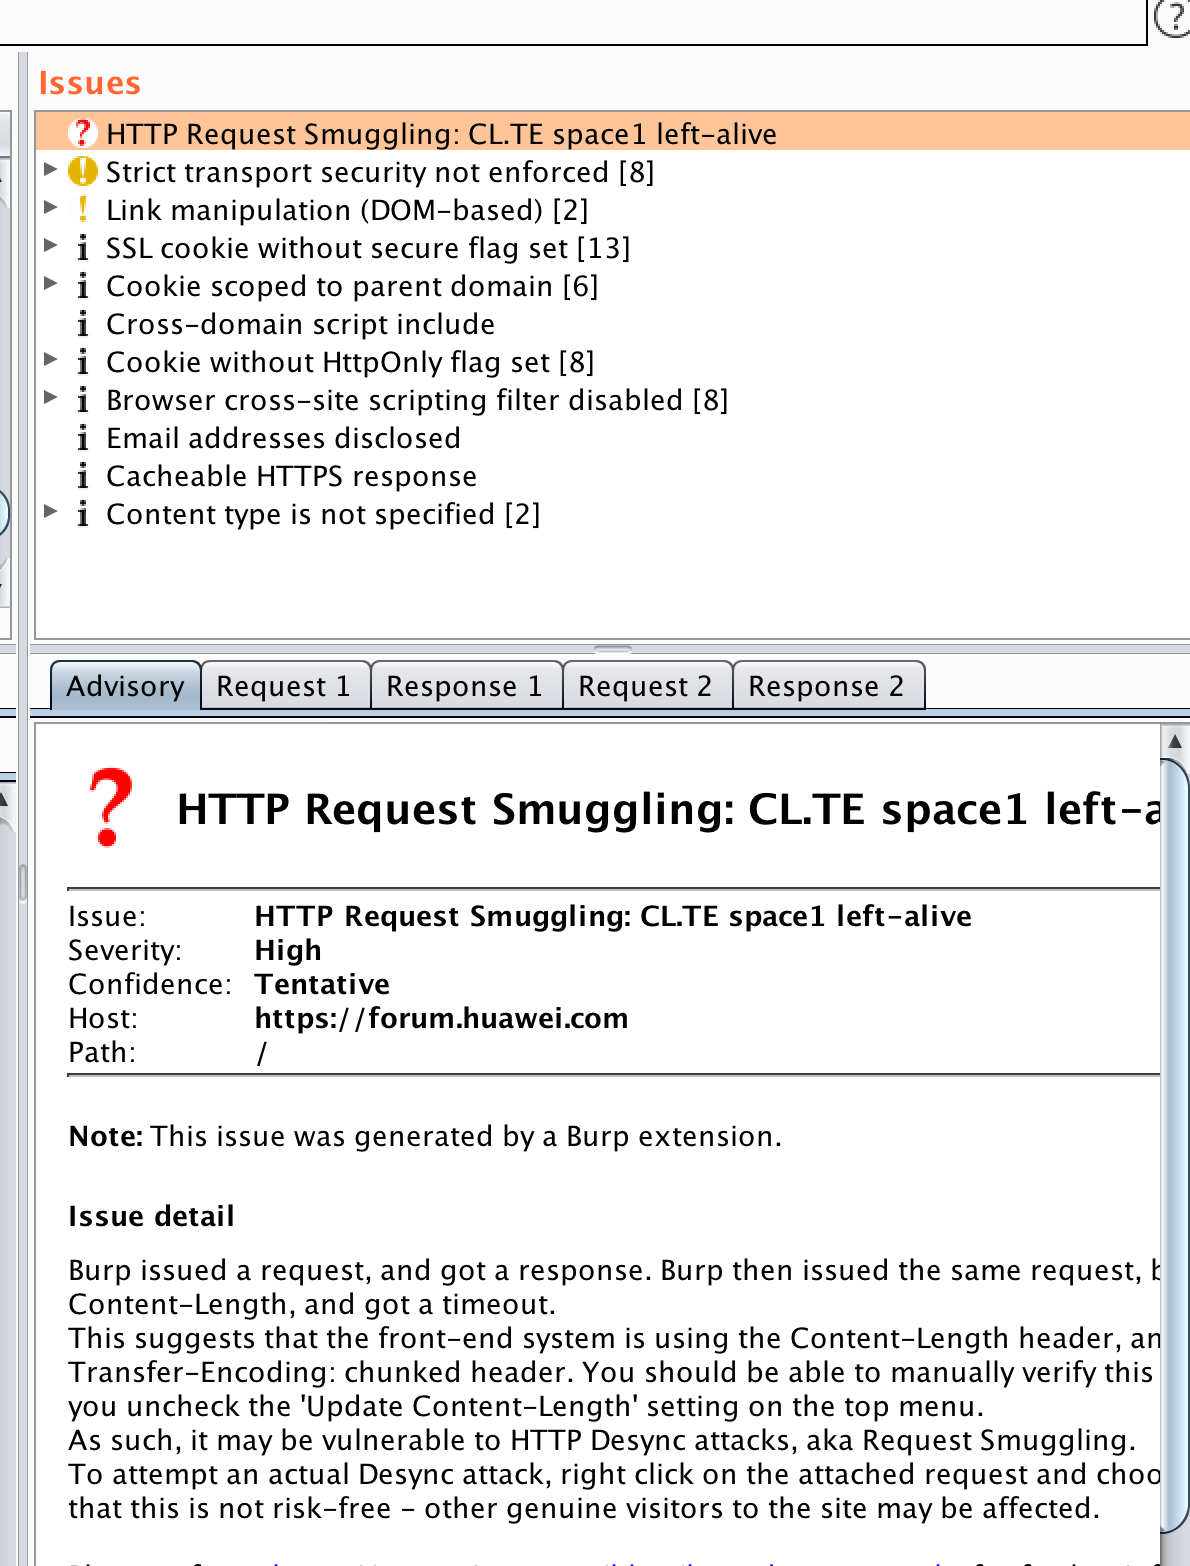 ?
Issues
? HTTP Request Smuggling: CL.TE space1 left-alive
! Strict transport security not enforced [8]
! Link manipulation (DOM-based) [2]
i SSL cookie without secure flag set [13]
i Cookie scoped to parent domain [6]
i Cross-domain script include
i Cookie without HttpOnly flag set [8]
i Browser cross-site scripting filter disabled [8]
i Email addresses disclosed
i Cacheable HTTPS response
i Content type is not specified [2]
Advisory Request 1 Response 1 Request 2 Response 2
? HTTP Request Smuggling: CL.TE space1 left-a
Issue: HTTP Request Smuggling: CL.TE space1 left-alive
Severity: High
Confidence: Tentative
Host: https://forum.huawei.com
Path: /
Note: This issue was generated by a Burp extension.
Issue detail
Burp issued a request, and got a response. Burp then issued the same request, b
Content-Length, and got a timeout.
This suggests that the front-end system is using the Content-Length header, an
Transfer-Encoding: chunked header. You should be able to manually verify this
you uncheck the 'Update Content-Length' setting on the top menu.
As such, it may be vulnerable to HTTP Desync attacks, aka Request Smuggling.
To attempt an actual Desync attack, right click on the attached request and choo
that this is not risk-free - other genuine visitors to the site may be affected.